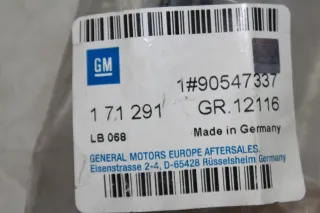 GM
1#90547337
1 71 291 GR.12116
LB 068 Made in Germany
GENERAL MOTORS EUROPE AFTERSALES.
Eisenstrasse 2-4, D-65428 Rüsselsheim, Germany